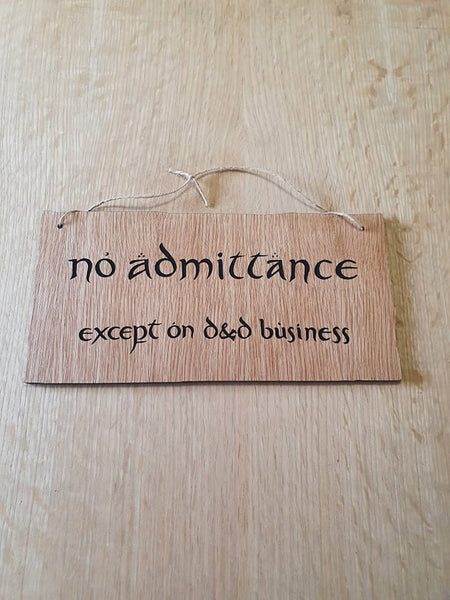 no admittance
except on d&d business